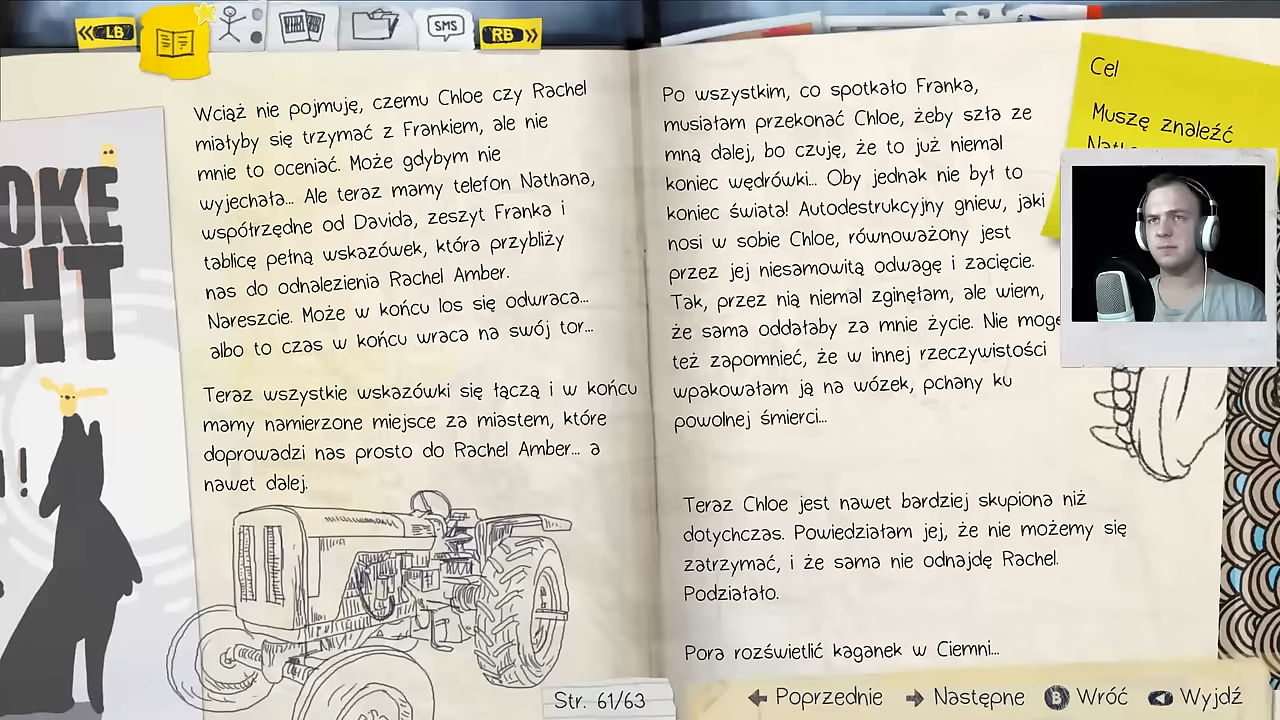 LB
SMS
RB
OKE
HT
!
Wciąż nie pojmuję, czemu Chloe czy Rachel
miałyby się trzymać z Frankiem, ale nie
mnie to oceniać. Może gdybym nie
wyjechała... Ale teraz mamy telefon Nathana,
współrzędne od Davida, zeszyt Franka i
tablicę pełną wskazówek, która przybliży
nas do odnalezienia Rachel Amber.
Nareszcie. Może w końcu los się odwraca...
albo to czas w końcu wraca na swój tor...
Teraz wszystkie wskazówki się łączą i w końcu
mamy namierzone miejsce za miastem, które
doprowadzi nas prosto do Rachel Amber... a
nawet dalej.
Str. 61/63
Po wszystkim, co spotkało Franka,
musiałam przekonać Chloe, żeby szła ze
mną dalej, bo czuję, że to już niemal
koniec wędrówki... Oby jednak nie był to
koniec świata! Autodestrukcyjny gniew, jaki
nosi w sobie Chloe, równoważony jest
przez jej niesamowitą odwagę i zacięcie.
Tak, przez nią niemal zginęłam, ale wiem,
że sama oddałaby za mnie życie. Nie mogę
też zapomnieć, że w innej rzeczywistości
wpakowałam ją na wózek, pchany ku
powolnej śmierci...
Teraz Chloe jest nawet bardziej skupiona niż
dotychczas. Powiedziałam jej, że nie możemy się
zatrzymać, i że sama nie odnajdę Rachel.
Podziałało.
Pora rozświetlić kaganek w Ciemni...
Cel
Muszę znaleźć
Poprzednie Następne B Wróć Wyjdź